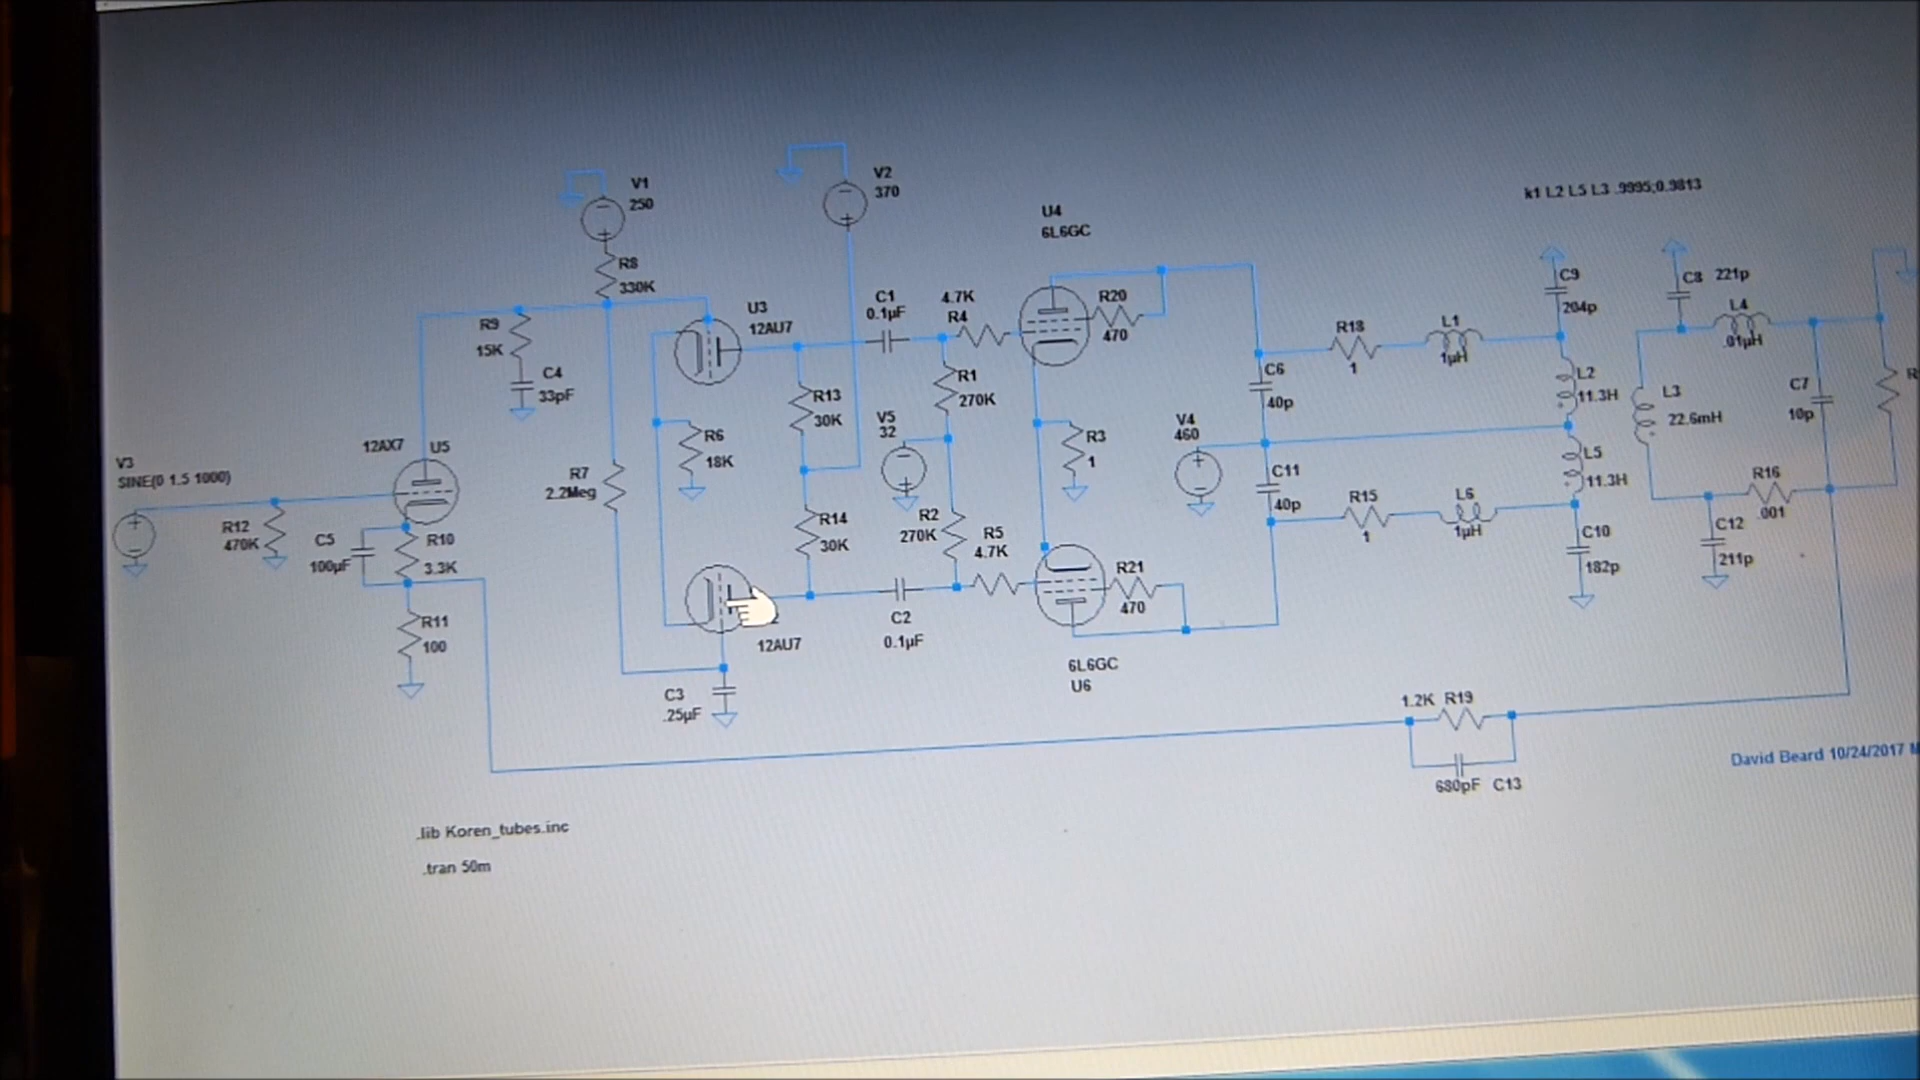 k1 L2 L5 L3 .9995;0.9813
V1
250
V2
370
U4
6L6GC
R8
330K
U3
12AU7
C1
0.1µF
4.7K
R4
R20
470
R9
15K
C4
33pF
R13
30K
R1
270K
V5
32
C6
40p
R18
1
L1
1µH
C9
204p
C8
221p
L4
.01µH
L2
11.3H
L3
22.6mH
C7
10p
R
12AX7
U5
V3
SINE(0 1.5 1000)
R12
470K
C5
100µF
R10
3.3K
R11
100
R7
2.2Meg
R6
18K
R14
30K
R2
270K
R5
4.7K
R3
1
V4
460
C11
40p
R15
1
L6
1µH
L5
11.3H
C10
182p
R16
.001
C12
211p
12AU7
C2
0.1µF
R21
470
6L6GC
U6
C3
.25µF
1.2K R19
680pF C13
David Beard 10/24/2017 M
.lib Koren_tubes.inc
.tran 50m